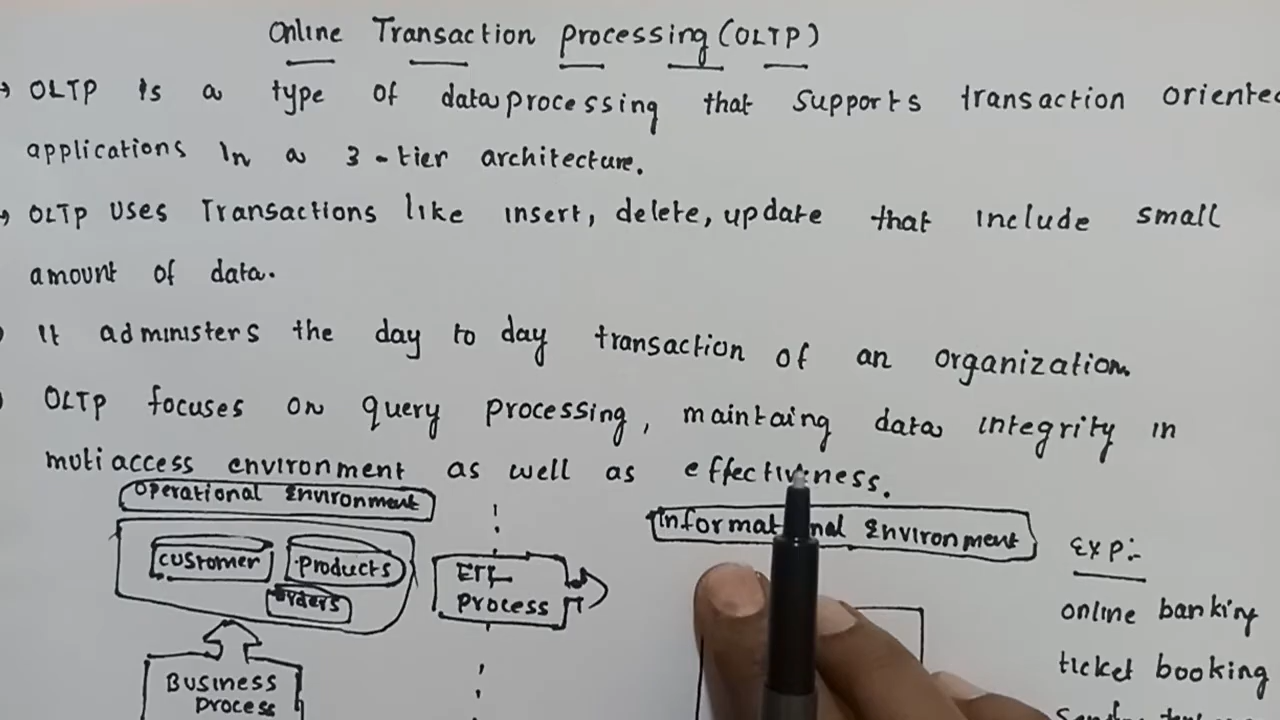 Online Transaction Processing (OLTP)
→ OLTP is a type of data processing that supports transaction oriented
applications in a 3-tier architecture.
→ OLTP uses Transactions like insert, delete, update that include small
amount of data.
It administers the day to day transaction of an organization.
OLTP focuses on query processing, maintaing data integrity in
muti access environment as well as effectiveness.
Operational Environment
Informational Environment
customer
products
orders
ETL
process
Exp:-
online banking
ticket booking
Business
process